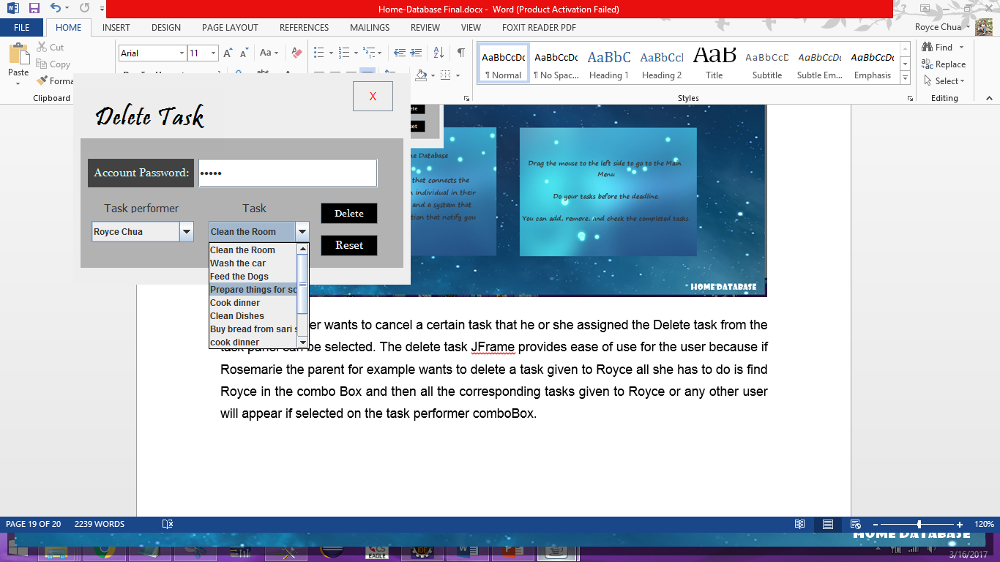 Home-Database Final.docx - Word (Product Activation Failed)
?
Royce Chua
FILE
HOME
INSERT
DESIGN
PAGE LAYOUT
REFERENCES
MAILINGS
REVIEW
VIEW
FOXIT READER PDF
Paste
Cut
Copy
Forma
Clipboard
Arial
11
Aa
AaBbCcDc
¶ Normal
AaBbCcDc
¶ No Spac...
AaBbC
Heading 1
AaBbCcI
Heading 2
AaB
Title
AaBbCcD
Subtitle
AaBbCcDc
Subtle Em...
AaBbCcDc
Emphasis
Styles
Find
Replace
Select
Editing
Delete Task
X
Account Password:
•••••
Task performer
Task
Royce Chua
Clean the Room
Delete
Reset
Clean the Room
Wash the car
Feed the Dogs
Prepare things for sc
Cook dinner
Clean Dishes
Buy bread from sari s
cook dinner
ete
set
ne Database
that connects the
n individual in their
and a system that
tion that notify you
Drag the mouse to the left side to go to the Main
Menu
Do your tasks before the deadline.
You can add, remove, and check the completed tasks.
HOME DATABASE
er wants to cancel a certain task that he or she assigned the Delete task from the
task panel can be selected. The delete task JFrame provides ease of use for the user because if
Rosemarie the parent for example wants to delete a task given to Royce all she has to do is find
Royce in the combo Box and then all the corresponding tasks given to Royce or any other user
will appear if selected on the task performer comboBox.
PAGE 19 OF 20
2239 WORDS
120%
HOME DATABASE
EAGLE
IDE
3/16/2017